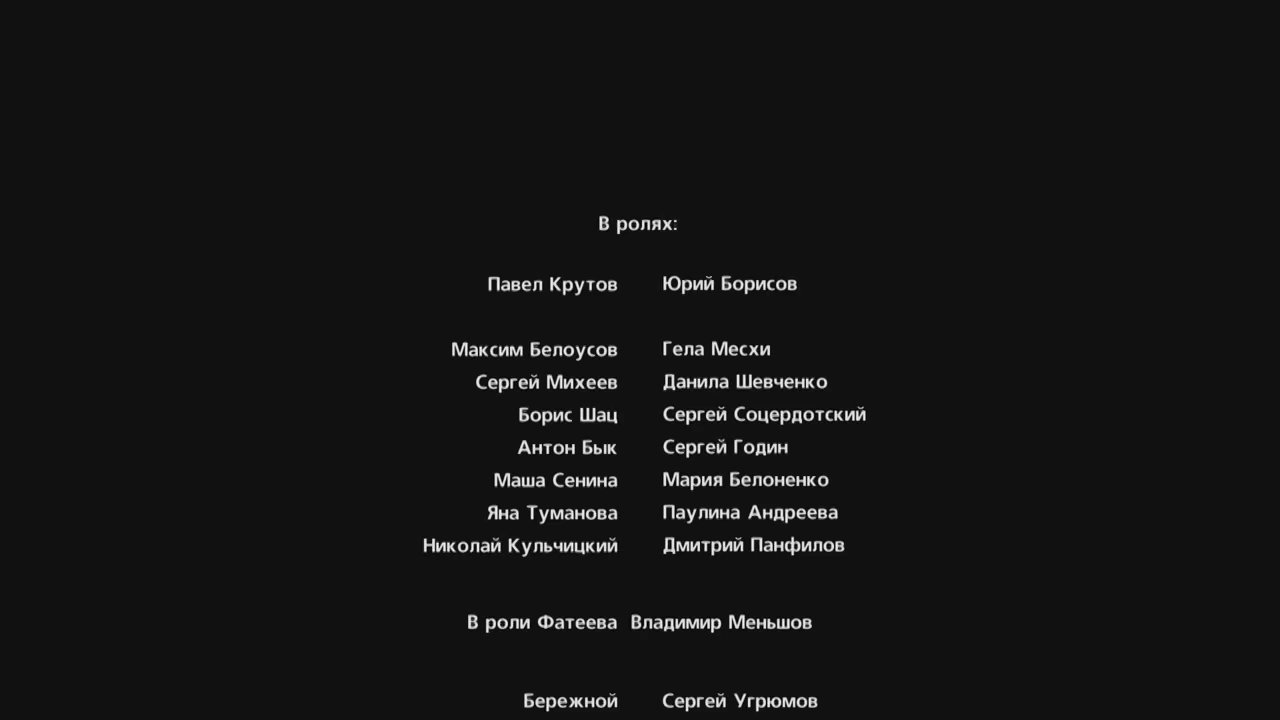 В ролях:
Павел Крутов Юрий Борисов
Максим Белоусов Гела Месхи
Сергей Михеев Данила Шевченко
Борис Шац Сергей Соцердотский
Антон Бык Сергей Годин
Маша Сенина Мария Белоненко
Яна Туманова Паулина Андреева
Николай Кульчицкий Дмитрий Панфилов
В роли Фатеева Владимир Меньшов
Бережной Сергей Угрюмов